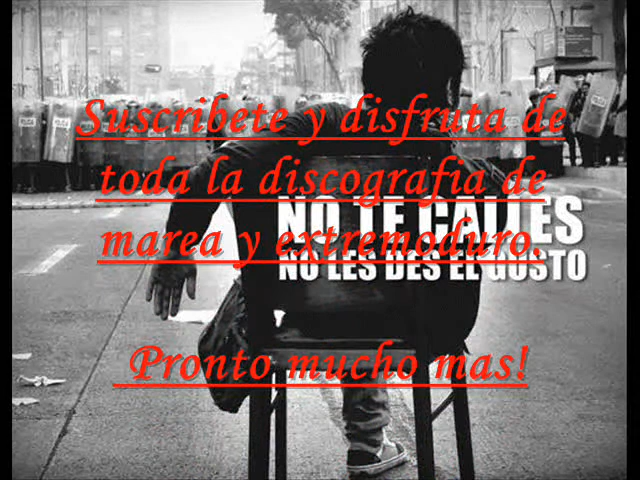 Suscribete y disfruta de
toda la discografia de
marea y extremoduro.
NO TE CALLES
NO LES DES EL GUSTO
Pronto mucho mas!